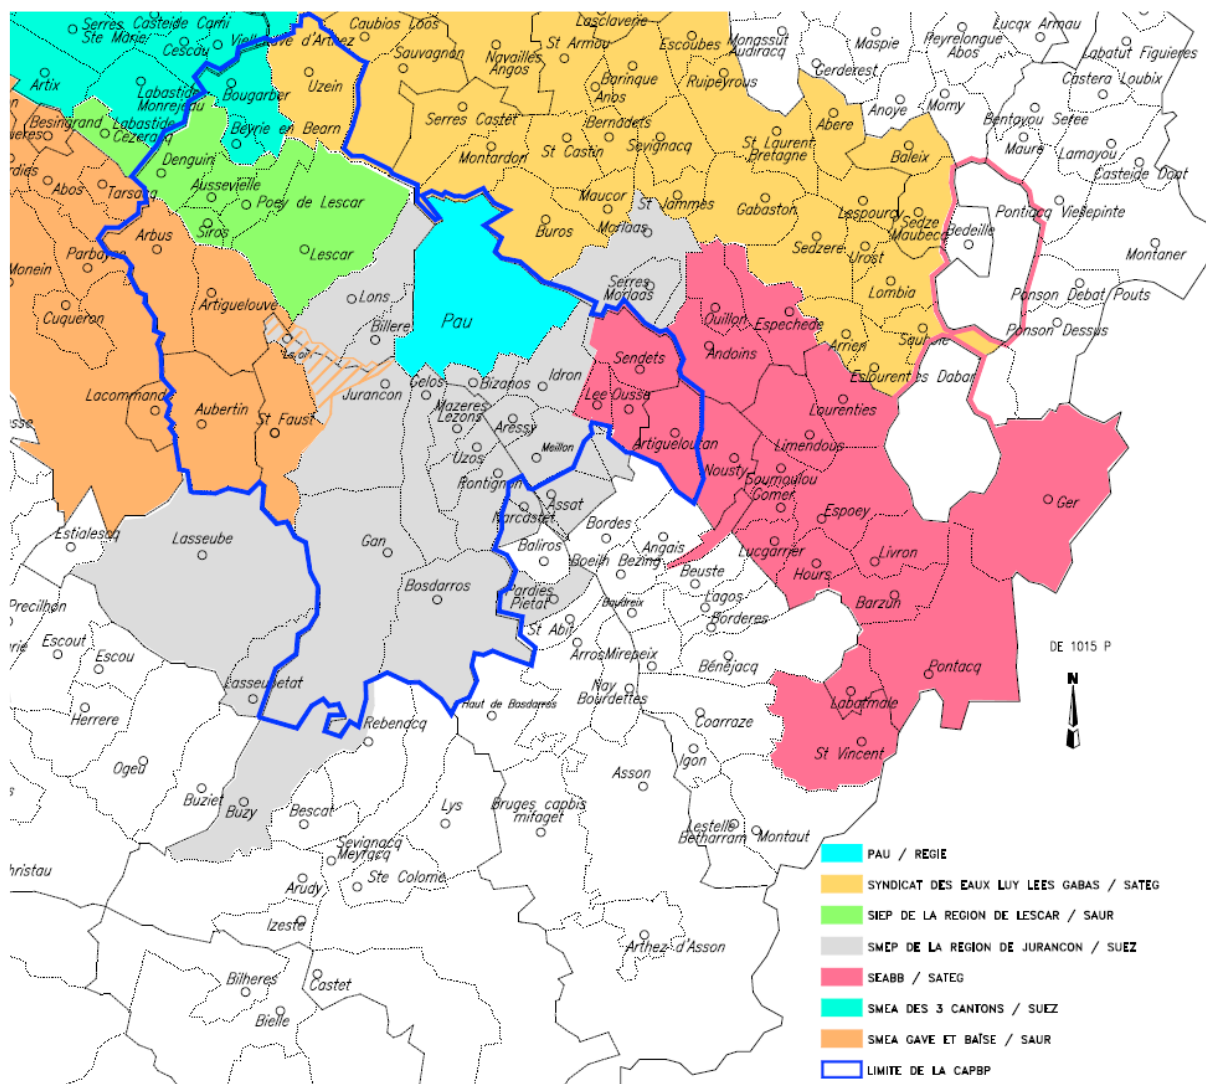 Serres Casteide Cami
Ste Marie
Cescau
Vielleuve d'Arthez
Caubios Loos
Sauvagnon
Navailles
Angos
St Armou
Lasclaverie
Escoubes
Monassut
Audiracq
Maspie
Gerderest
Peyrelongue
Abos
Lucqx Armau
Labatut Figuieres
Castera Loubix
Artix
Labastide
Monrejeau
Bougarber
Uzein
Barinque
Anos
Ruipeyrous
Anoye
Momy
Bentayou Seree
Maure
Besingrand
Labastide
Cezeracq
Beyrie en Bearn
Serres Castet
Bernadets
St Castin
Sevignacq
St Laurent
Bretagne
Abere
Baleix
Lamayou
Casteide Dont
Denguin
Montardon
Abos
Tarsacq
Aussevielle
Poey de Lescar
Siros
Maucor
St Jammes
Morlaas
Gabaston
Lespourcy
Sedze
Maubecq
Bedeille
Pontiacq Viellepinte
Montaner
Arbus
Parbayse
Monein
Lescar
Buros
Sedzere
Urost
Lombia
Ponson Debat Pouts
Ponson Dessus
Cuqueron
Artiguelouve
Lons
Billere
Pau
Serres
Morlaas
Ouillon
Espechede
Andoins
Arrien
Eslourenties Dabar
Sendets
Idron
Lee
Ousse
Laurenties
Lacommande
Aubertin
St Faust
Jurancon
Gelos
Bizanos
Mazeres
Lezons
Aressy
Uzos
Meillon
Rontignon
Artigueloutan
Nousty
Limendous
Soumoulou
Gomer
Ger
Assat
Narcastet
Bordes
Espoey
Estialescq
Lasseube
Gan
Baliros
Angais
Boeilh Bezing
Lucgarrier
Livron
Hours
Beuste
Bosdarros
Pardies
Pietat
Lagos
Borderes
Barzun
Precilhon
Escout
Escou
St Abit
Arros
Mirepeix
Bénéjacq
Pontacq
DE 1015 P
N
Lasseubetat
Nay
Bourdettes
Labatmale
Herrere
Rebenacq
Haut de Bosdarros
Coarraze
St Vincent
Ogeu
Igon
Asson
Buziet
Buzy
Bescat
Lys
Bruges capbis
mifaget
Lestelle
Betharram
Montaut
Sevignacq
Meyracq
Ste Colome
Arudy
Izeste
Arthez d'Asson
Bilheres
Castet
Bielle
PAU / REGIE
SYNDICAT DES EAUX LUY LEES GABAS / SATEG
SIEP DE LA REGION DE LESCAR / SAUR
SMEP DE LA REGION DE JURANCON / SUEZ
SEABB / SATEG
SMEA DES 3 CANTONS / SUEZ
SMEA GAVE ET BAÏSE / SAUR
LIMITE DE LA CAPBP